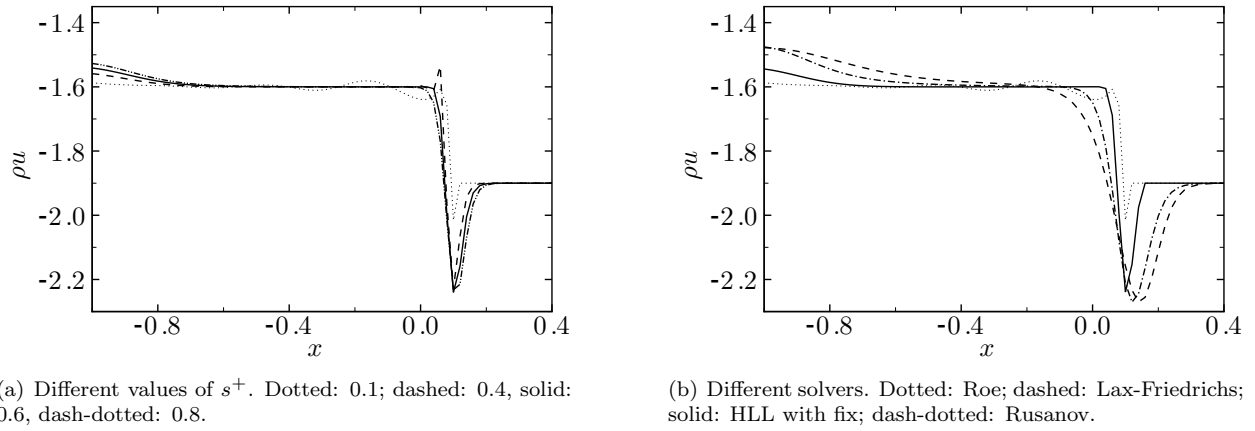 -1.4
-1.6
-1.8
-2.0
-2.2
ρu
-0.8
-0.4
0.0
0.4
x
-1.4
-1.6
-1.8
-2.0
-2.2
ρu
-0.8
-0.4
0.0
0.4
x
a) Different values of s⁺. Dotted: 0.1; dashed: 0.4, solid:
0.6, dash-dotted: 0.8.
(b) Different solvers. Dotted: Roe; dashed: Lax-Friedrichs;
solid: HLL with fix; dash-dotted: Rusanov.